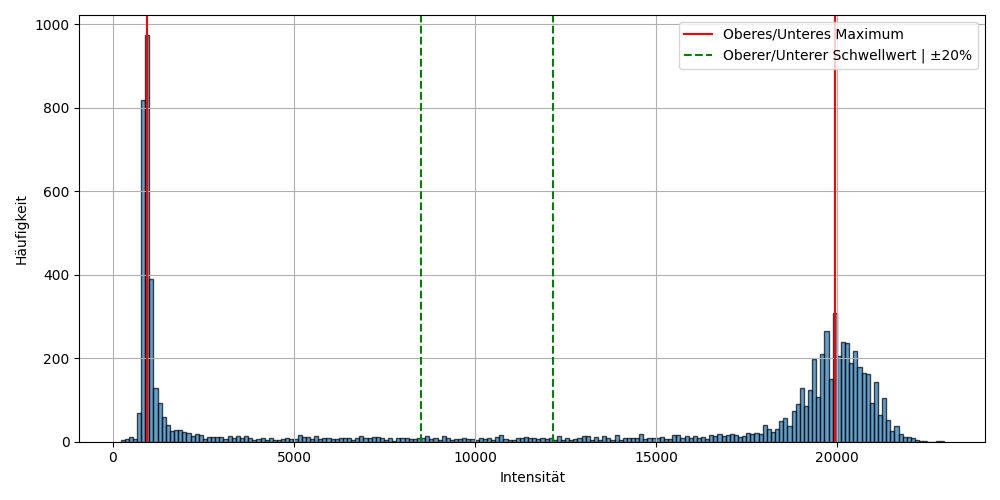 1000
800
600
400
200
0
Häufigkeit
Oberes/Unteres Maximum
Oberer/Unterer Schwellwert | ±20%
0 5000 10000 15000 20000
Intensität